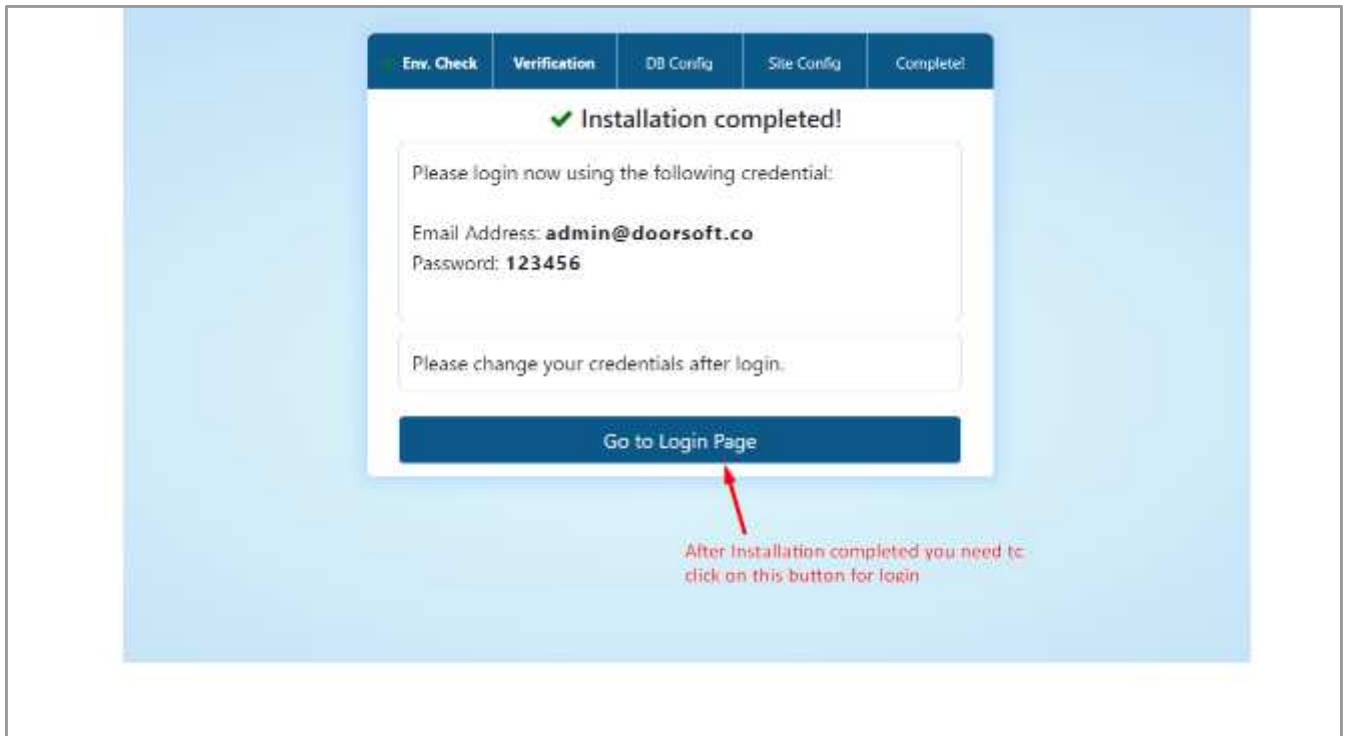 Env. Check
Verification
DB Config
Site Config
Complete!
✔ Installation completed!
Please login now using the following credential:
Email Address: admin@doorsoft.co
Password: 123456
Please change your credentials after login.
Go to Login Page
After Installation completed you need to
click on this button for login